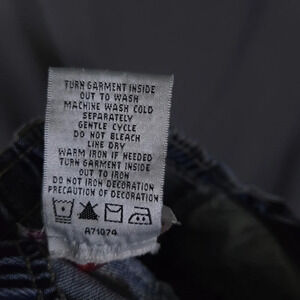 TURN GARMENT INSIDE
OUT TO WASH
MACHINE WASH COLD
SEPARATELY
GENTLE CYCLE
DO NOT BLEACH
LINE DRY
WARM IRON IF NEEDED
TURN GARMENT INSIDE
OUT TO IRON
DO NOT IRON DECORATION
PRECAUTION OF DECORATION
A71074